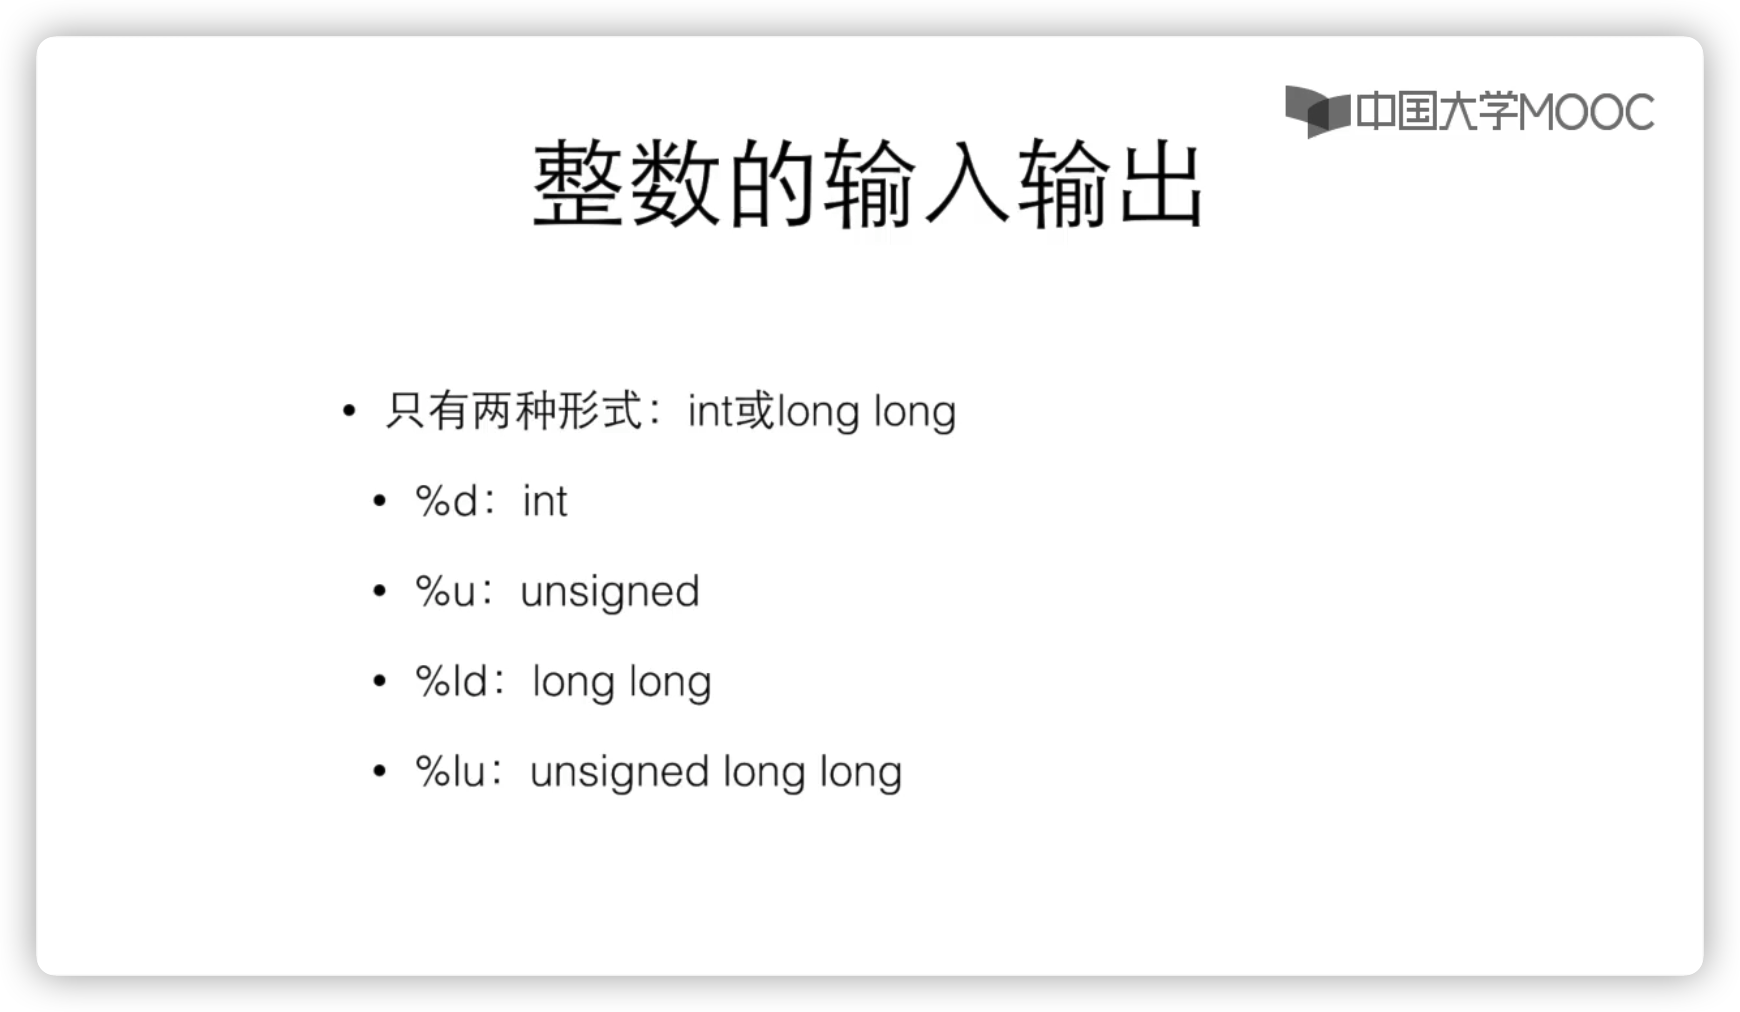 中国大学MOOC
整数的输入输出
• 只有两种形式：int或long long
• %d：int
• %u：unsigned
• %ld：long long
• %lu：unsigned long long